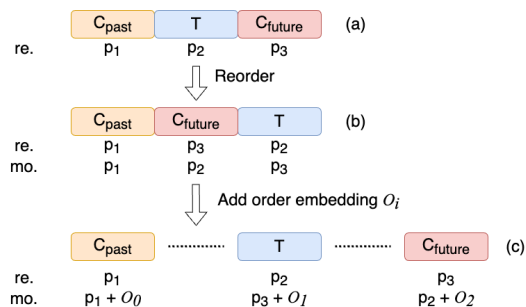 C_past T C_future (a)
re. p₁ p₂ p₃
Reorder
C_past C_future T (b)
re. p₁ p₃ p₂
mo. p₁ p₂ p₃
Add order embedding O_i
C_past T C_future (c)
re. p₁ p₂ p₃
mo. p₁ + O₀ p₃ + O₁ p₂ + O₂